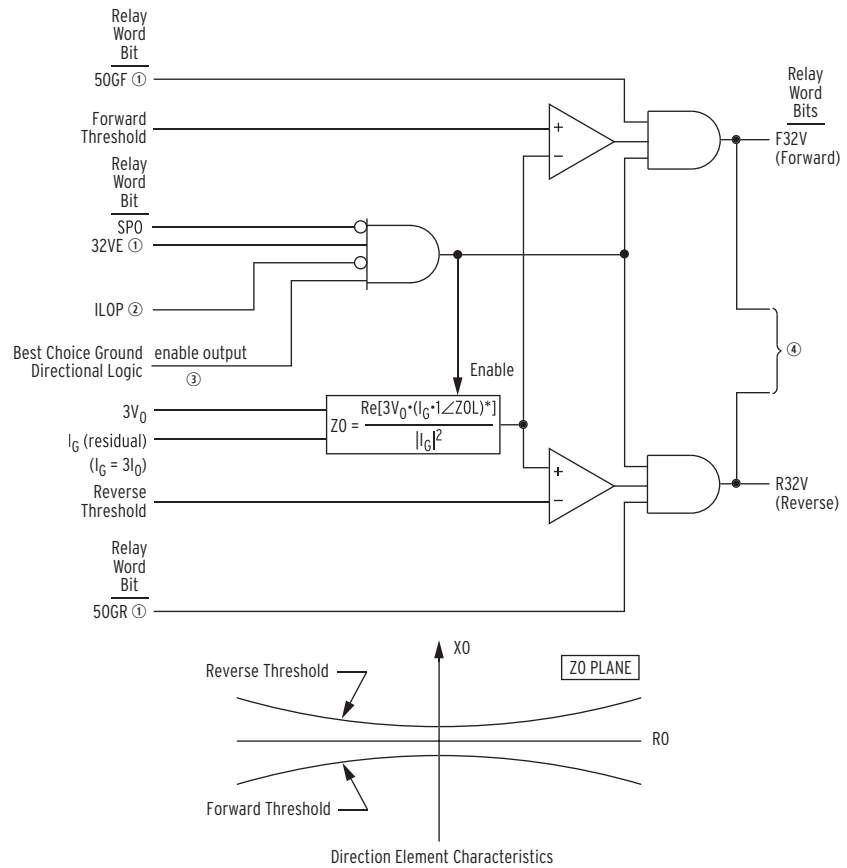 Relay
Word
Bit
50GF ①
Forward
Threshold
Relay
Word
Bit
SPO
32VE ①
ILOP ②
Best Choice Ground
Directional Logic
enable output
③
Enable
3V0
IG (residual)
(IG = 3I0)
Z0 = Re[3V0•(IG•1∠Z0L)*]
|IG|2
Reverse
Threshold
Relay
Word
Bit
50GR ①
Relay
Word
Bits
F32V
(Forward)
④
R32V
(Reverse)
+
−
+
−
X0
Z0 PLANE
Reverse Threshold
R0
Forward Threshold
Direction Element Characteristics